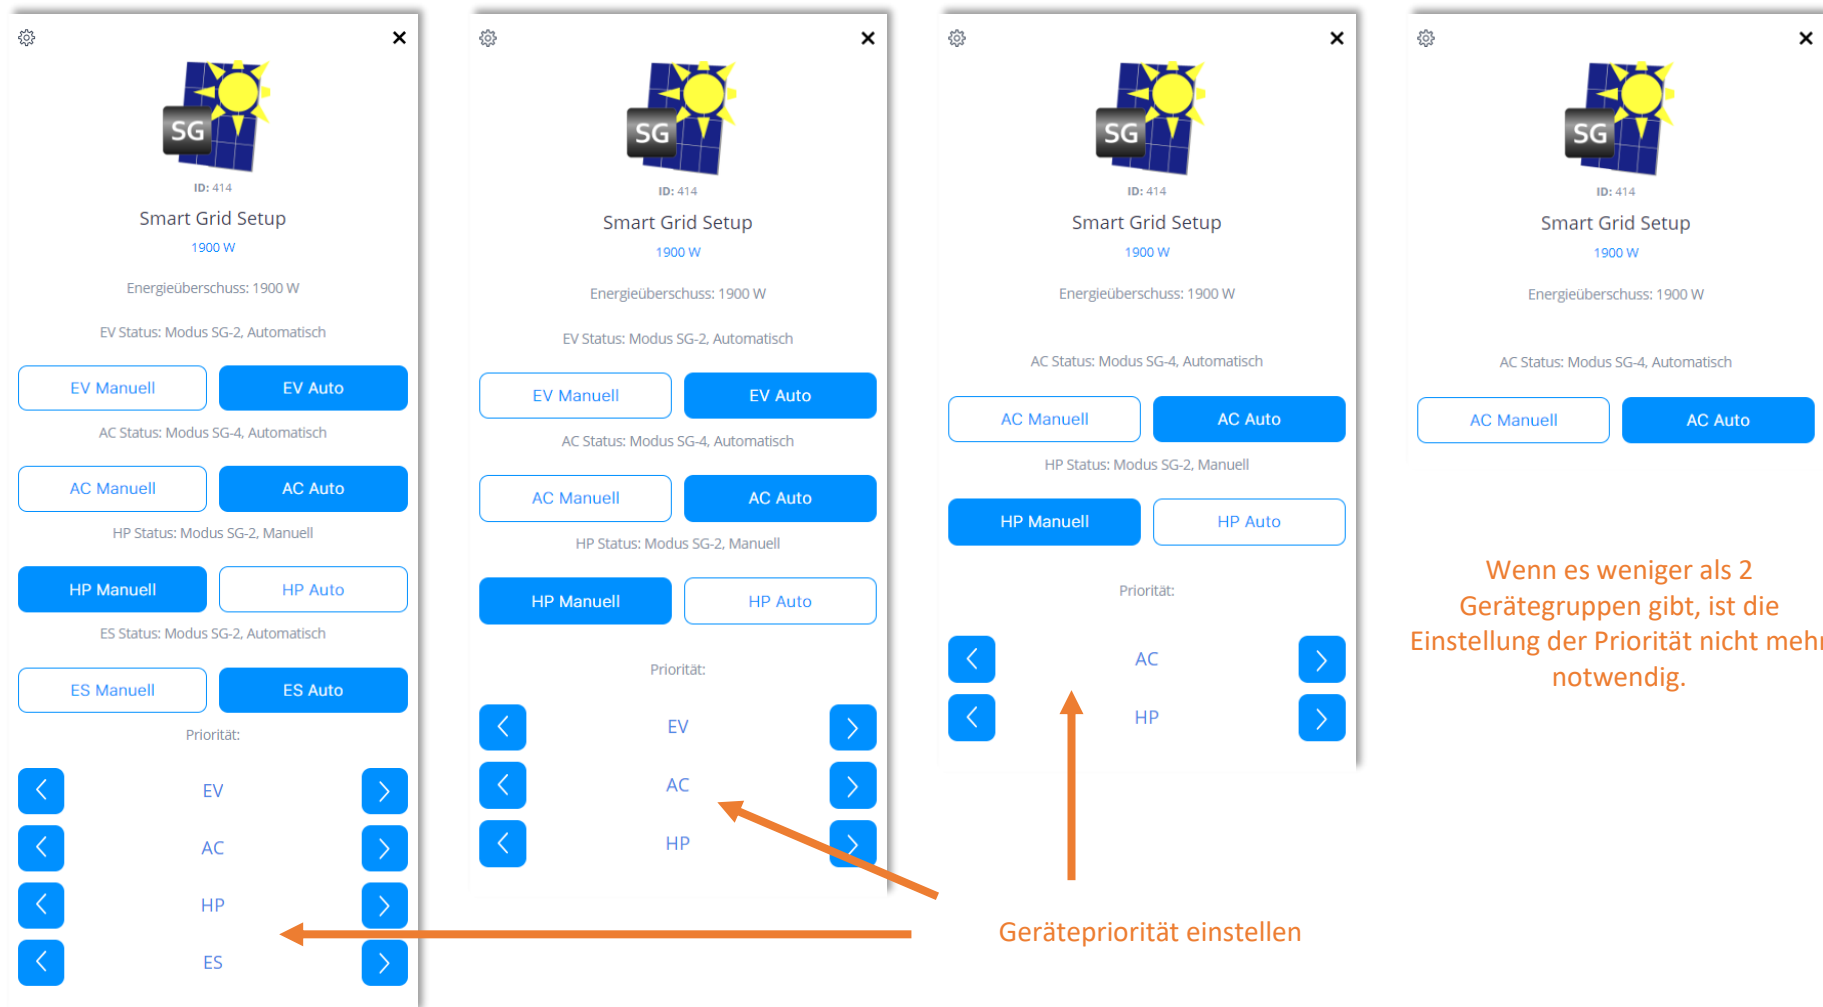 SG
ID: 414
Smart Grid Setup
1900 W
Energieüberschuss: 1900 W
EV Status: Modus SG-2, Automatisch
EV Manuell
EV Auto
AC Status: Modus SG-4, Automatisch
AC Manuell
AC Auto
HP Status: Modus SG-2, Manuell
HP Manuell
HP Auto
ES Status: Modus SG-2, Automatisch
ES Manuell
ES Auto
Priorität:
EV
AC
HP
ES
SG
ID: 414
Smart Grid Setup
1900 W
Energieüberschuss: 1900 W
EV Status: Modus SG-2, Automatisch
EV Manuell
EV Auto
AC Status: Modus SG-4, Automatisch
AC Manuell
AC Auto
HP Status: Modus SG-2, Manuell
HP Manuell
HP Auto
Priorität:
EV
AC
HP
SG
ID: 414
Smart Grid Setup
1900 W
Energieüberschuss: 1900 W
AC Status: Modus SG-4, Automatisch
AC Manuell
AC Auto
HP Status: Modus SG-2, Manuell
HP Manuell
HP Auto
Priorität:
AC
HP
SG
ID: 414
Smart Grid Setup
1900 W
Energieüberschuss: 1900 W
AC Status: Modus SG-4, Automatisch
AC Manuell
AC Auto
Wenn es weniger als 2
Gerätegruppen gibt, ist die
Einstellung der Priorität nicht mehr
notwendig.
Gerätepriorität einstellen